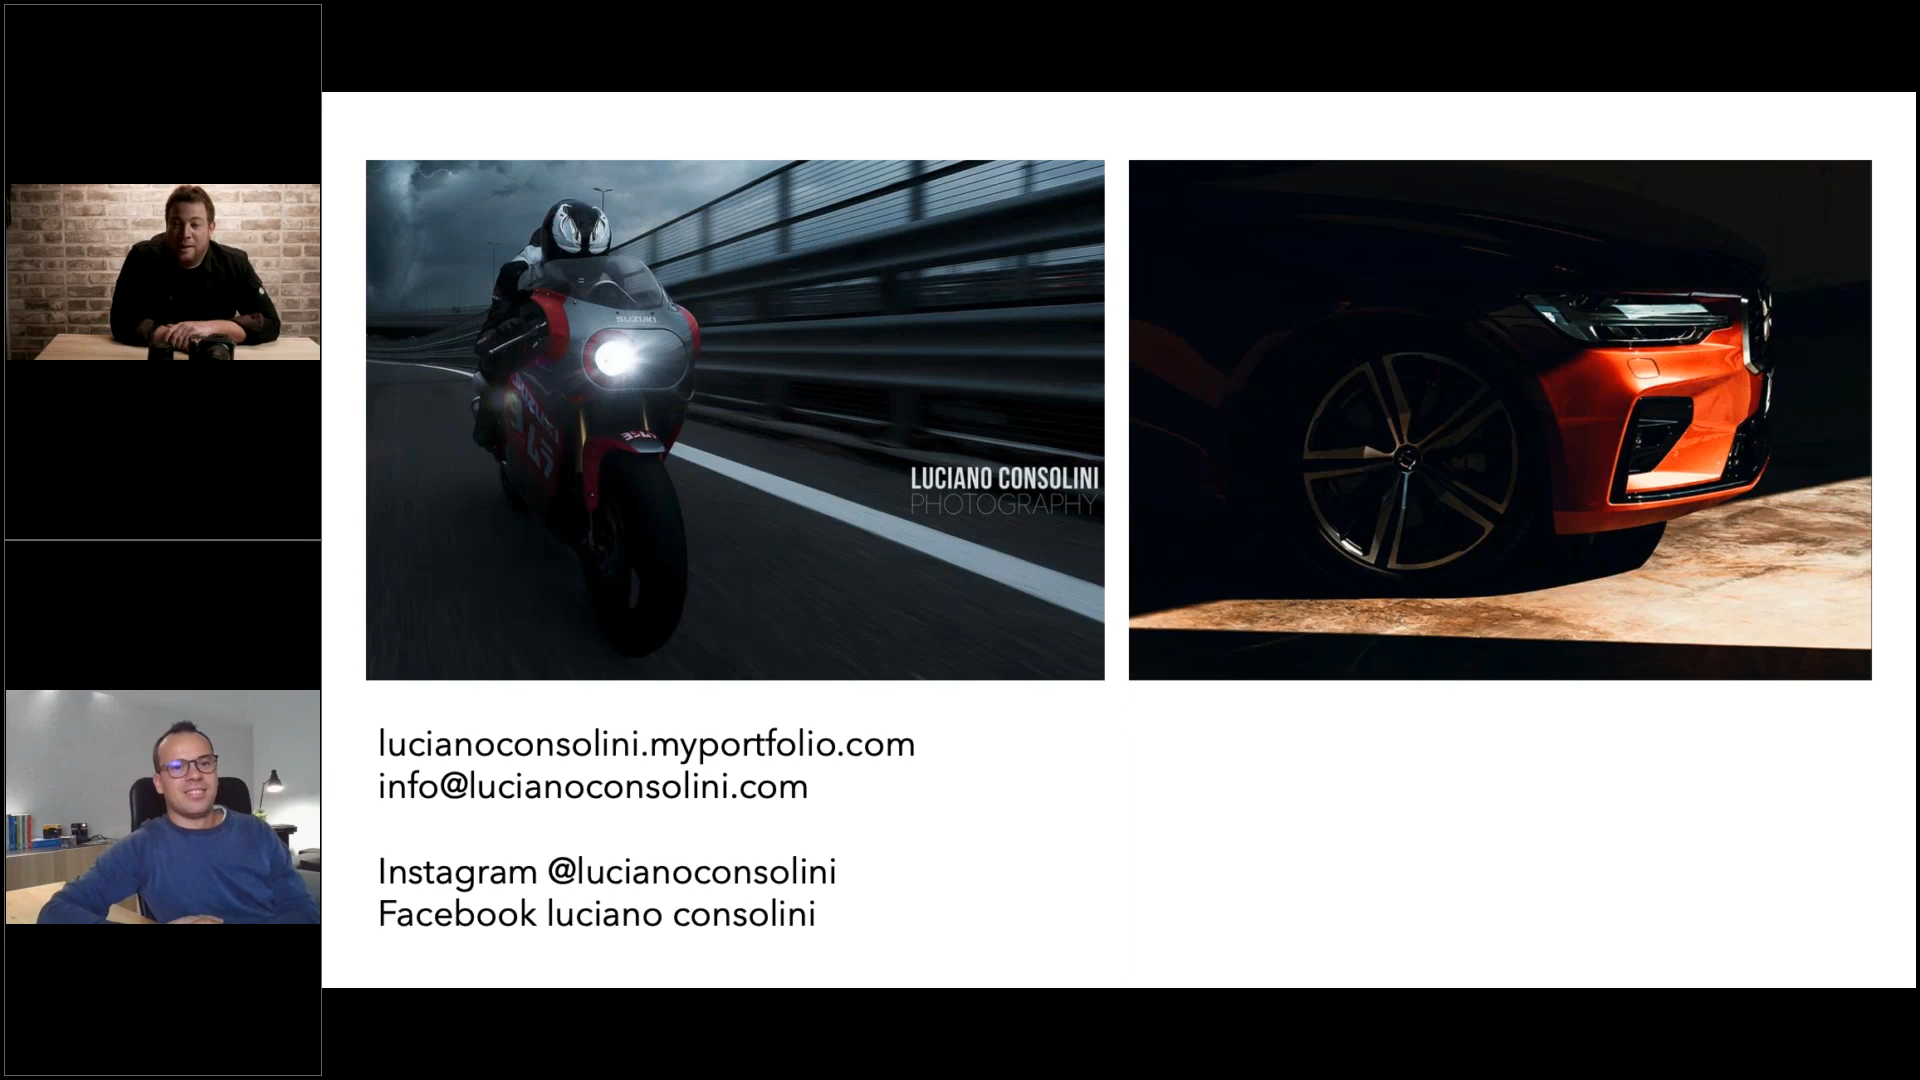 SUZUKI
LUCIANO CONSOLINI
PHOTOGRAPHY
lucianoconsolini.myportfolio.com
info@lucianoconsolini.com
Instagram @lucianoconsolini
Facebook luciano consolini